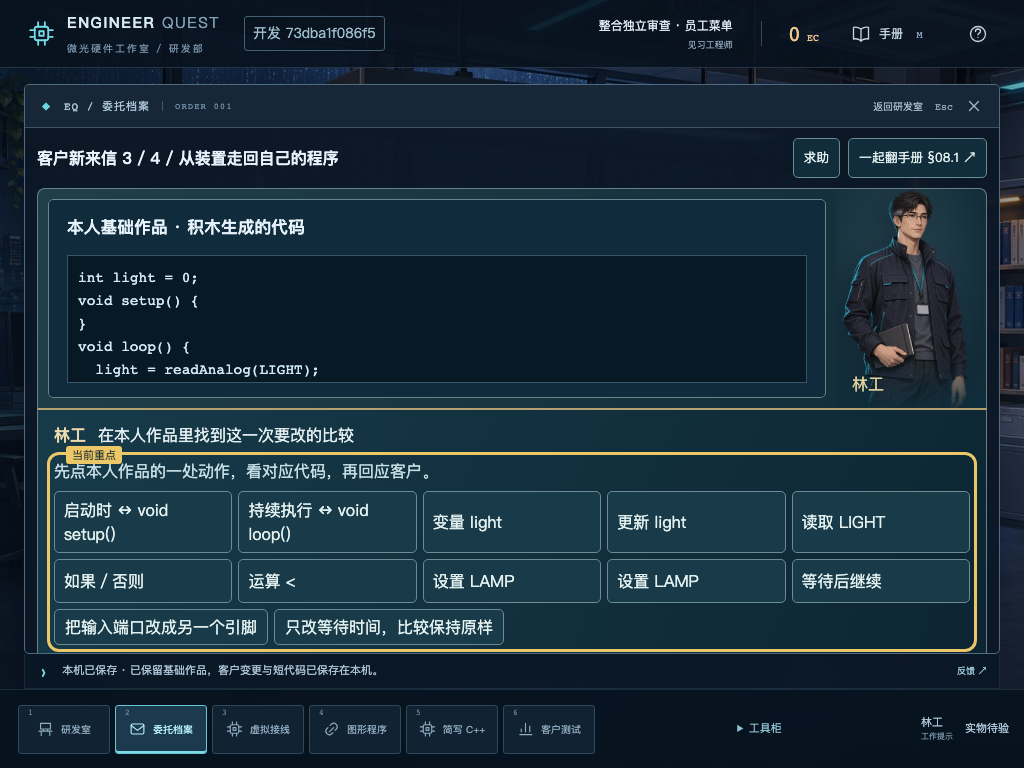 ENGINEER QUEST
微光硬件工作室 / 研发部
开发 73dba1f086f5
整合独立审查 · 员工菜单
见习工程师
0 EC
手册 M
EQ / 委托档案
ORDER 001
返回研发室 Esc
客户新来信 3 / 4 / 从装置走回自己的程序
求助
一起翻手册 §08.1 ↗
本人基础作品 · 积木生成的代码
int light = 0;
void setup() {
}
void loop() {
light = readAnalog(LIGHT);
林工
林工 在本人作品里找到这一次要改的比较
当前重点
先点本人作品的一处动作，看对应代码，再回应客户。
启动时 ↔ void
setup()
持续执行 ↔ void
loop()
变量 light
更新 light
读取 LIGHT
如果 / 否则
运算 <
设置 LAMP
设置 LAMP
等待后继续
把输入端口改成另一个引脚
只改等待时间，比较保持原样
本机已保存 · 已保留基础作品，客户变更与短代码已保存在本机。
反馈 ↗
1 研发室
2 委托档案
3 虚拟接线
4 图形程序
5 简写 C++
6 客户测试
▶ 工具柜
林工
工作提示
实物待验